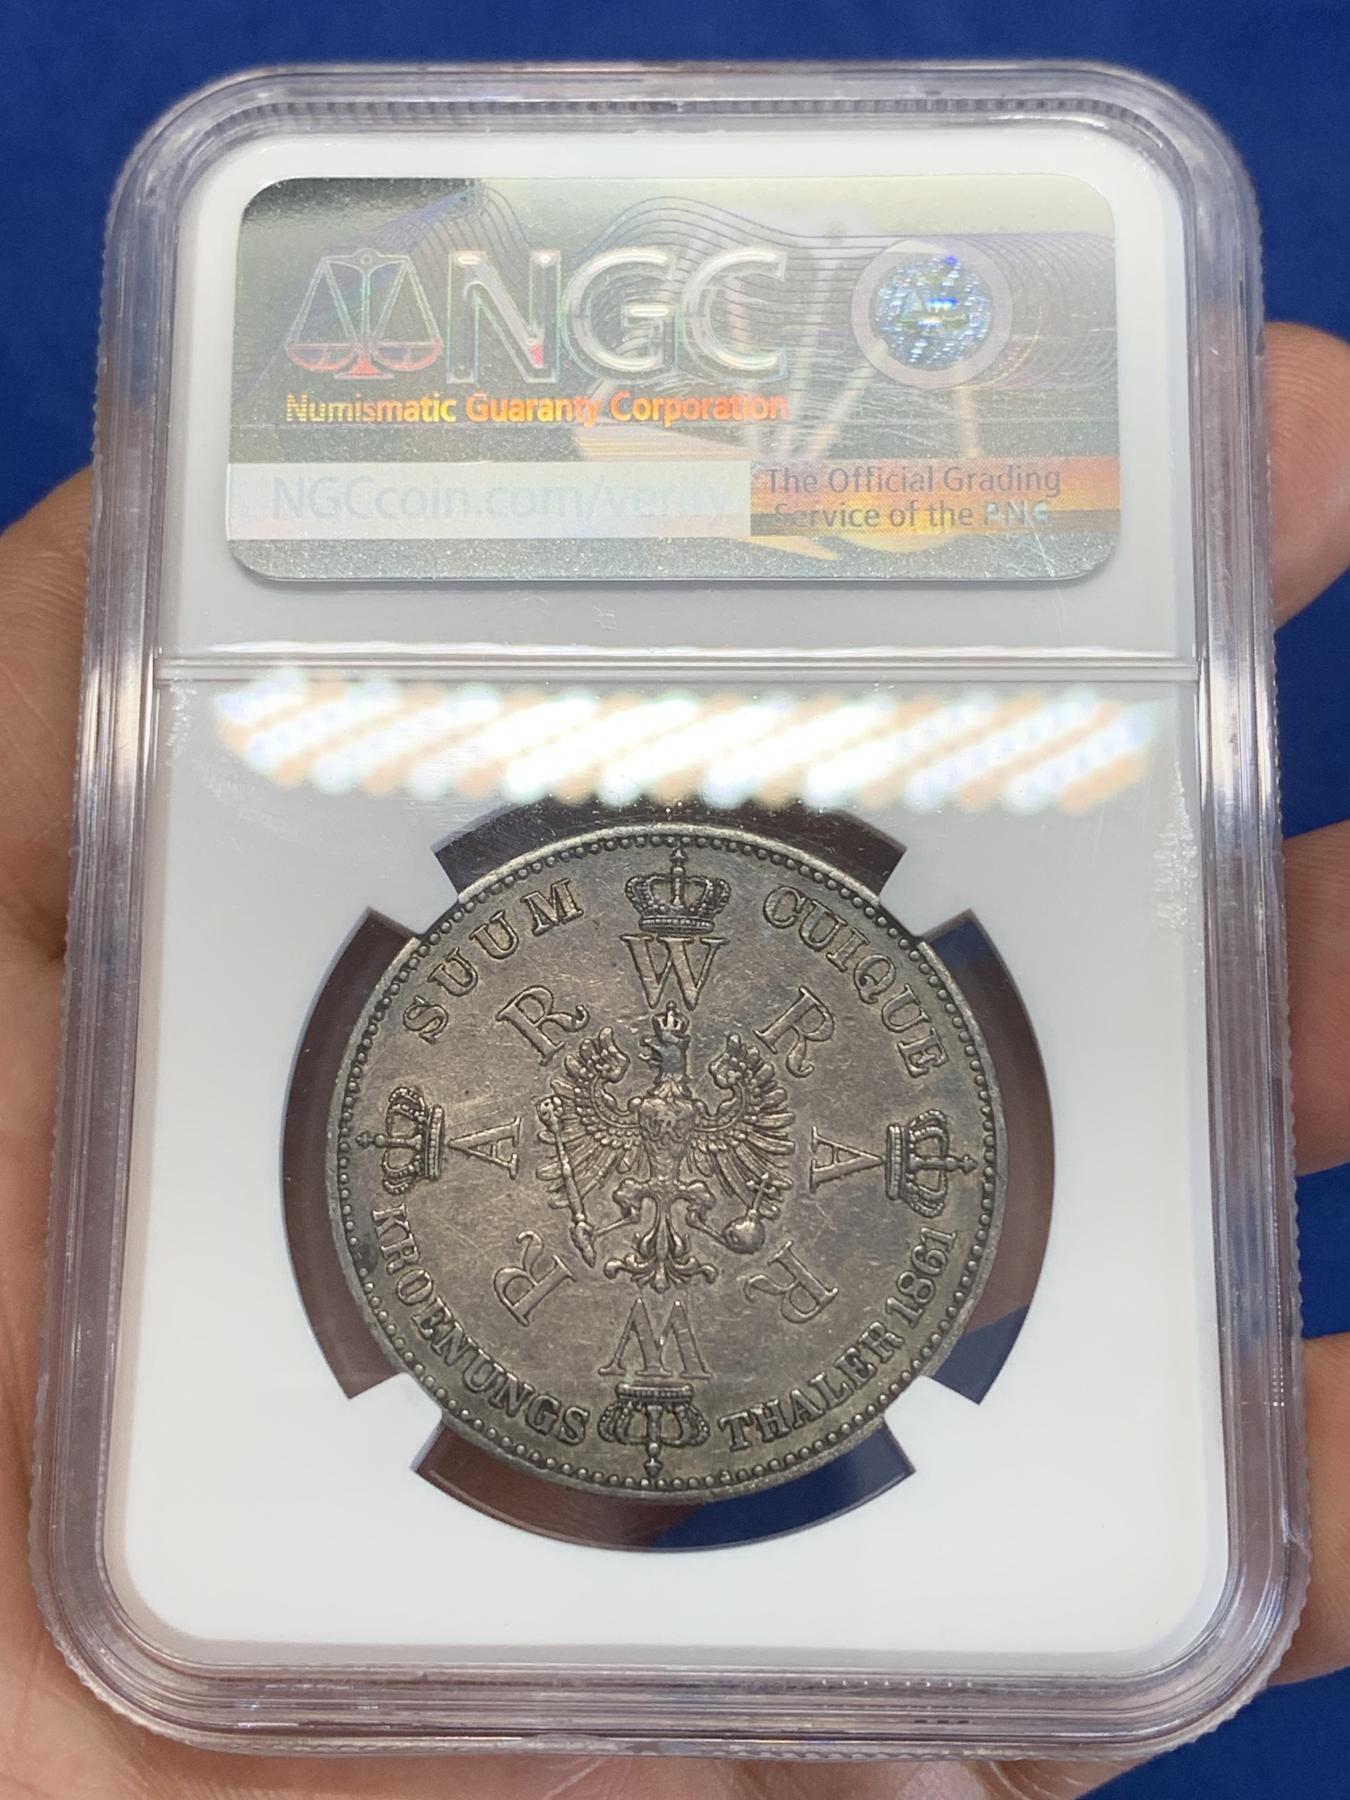 NGC
Numismatic Guaranty Corporation
NGCcoin.com/verify
The Official Grading
Service of the PNG
SUUM CUIQUE
W
R R
A A
R R
W
KROENUNGS THALER 1861